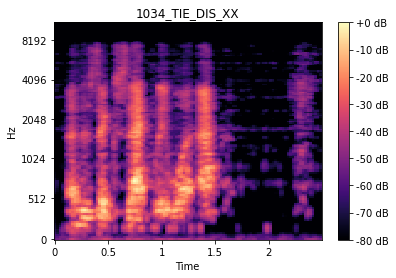 1034_TIE_DIS_XX
+0 dB
8192
-10 dB
4096
-20 dB
-30 dB
2048
Hz
-40 dB
1024
-50 dB
512
-60 dB
-70 dB
0
-80 dB
0 0.5 1 1.5 2
Time